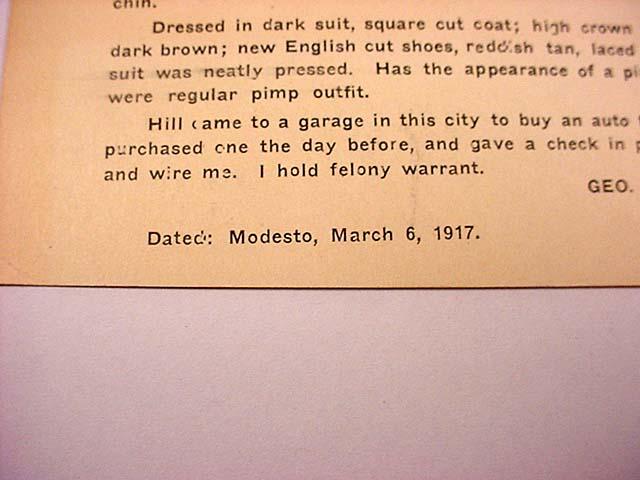 chin.
Dressed in dark suit, square cut coat; high crown
dark brown; new English cut shoes, reddish tan, laced
suit was neatly pressed. Has the appearance of a
were regular pimp outfit.
Hill came to a garage in this city to buy an auto
purchased one the day before, and gave a check in
and wire me. I hold felony warrant.
GEO.
Dated: Modesto, March 6, 1917.